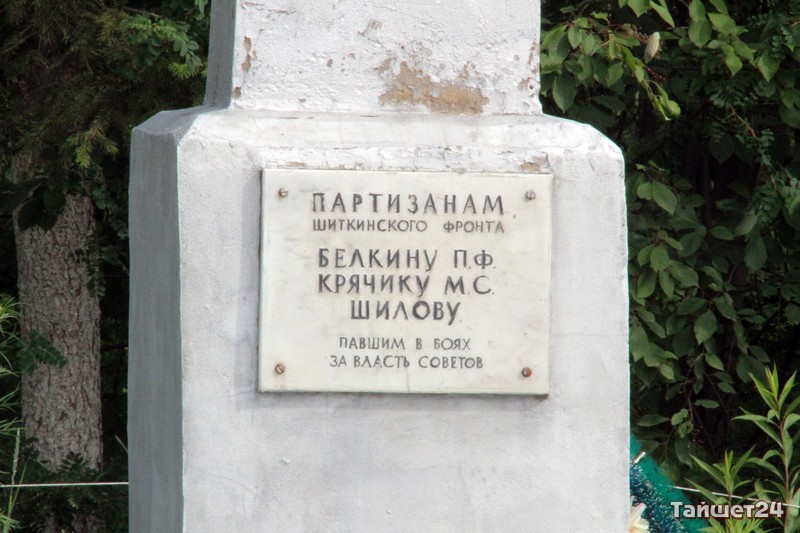 ПАРТИЗАНАМ
ШИТКИНСКОГО ФРОНТА
БЕЛКИНУ П.Ф.
КРЯЧИКУ М.С.
ШИЛОВУ
ПАВШИМ В БОЯХ
ЗА ВЛАСТЬ СОВЕТОВ
Тайшет24